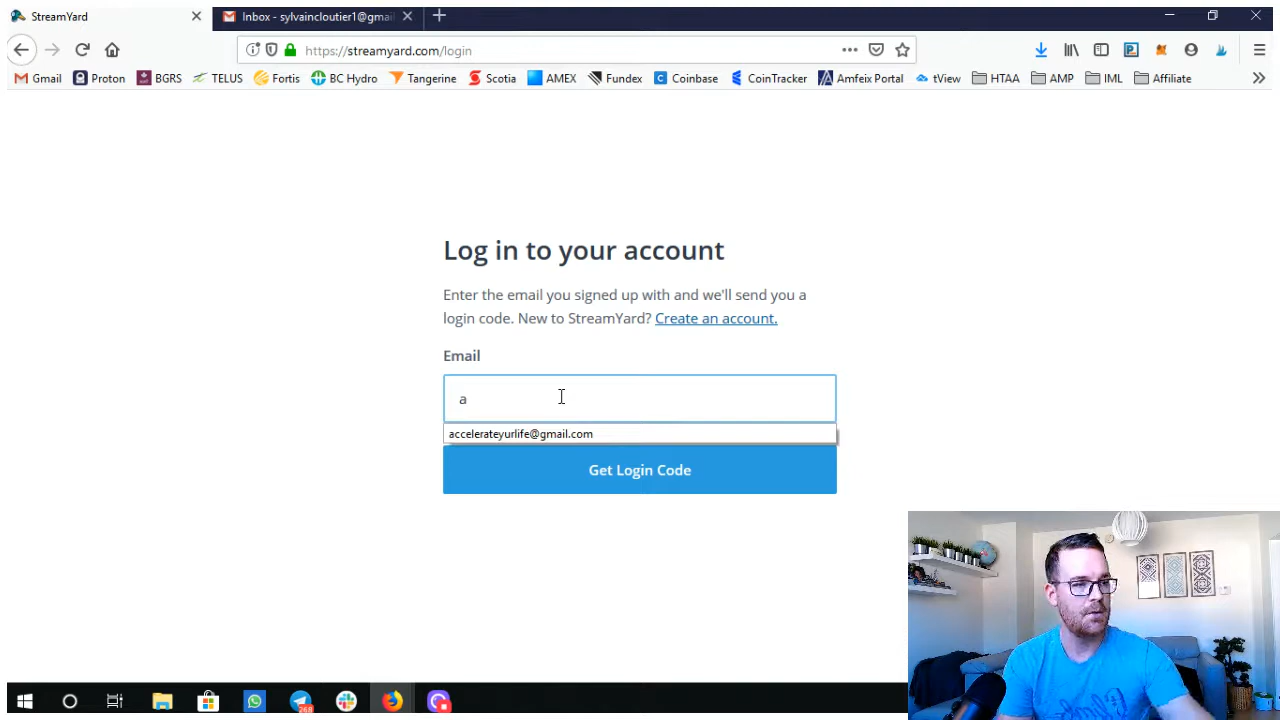 StreamYard
Inbox - sylvaincloutier1@gmai
https://streamyard.com/login
Gmail Proton BGRS TELUS Fortis BC Hydro Tangerine Scotia AMEX Fundex Coinbase CoinTracker Amfeix Portal tView HTAA AMP IML Affiliate
Log in to your account
Enter the email you signed up with and we'll send you a
login code. New to StreamYard? Create an account.
Email
a
accelerateyurlife@gmail.com
Get Login Code
268